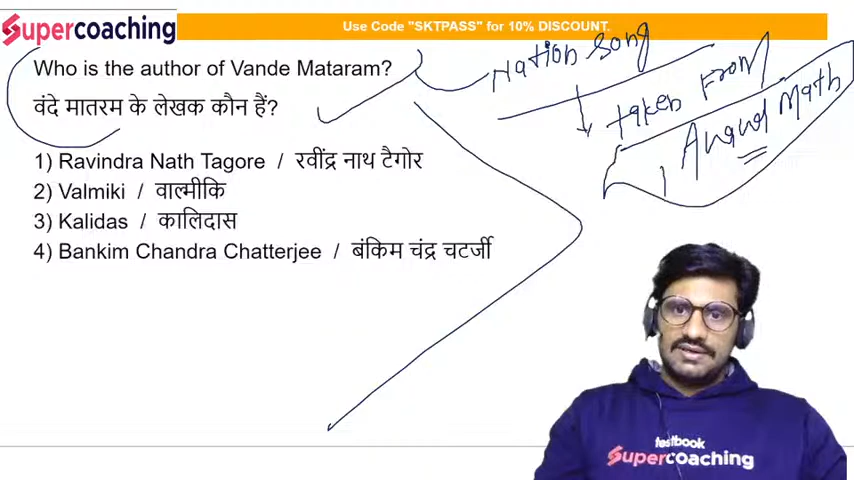 Supercoaching
Use Code "SKTPASS" for 10% DISCOUNT.
Who is the author of Vande Mataram?
वंदे मातरम के लेखक कौन हैं?
1) Ravindra Nath Tagore / रवींद्र नाथ टैगोर
2) Valmiki / वाल्मीकि
3) Kalidas / कालिदास
4) Bankim Chandra Chatterjee / बंकिम चंद्र चटर्जी
Nation Song
Taken From
Anand Math
testbook
Supercoaching